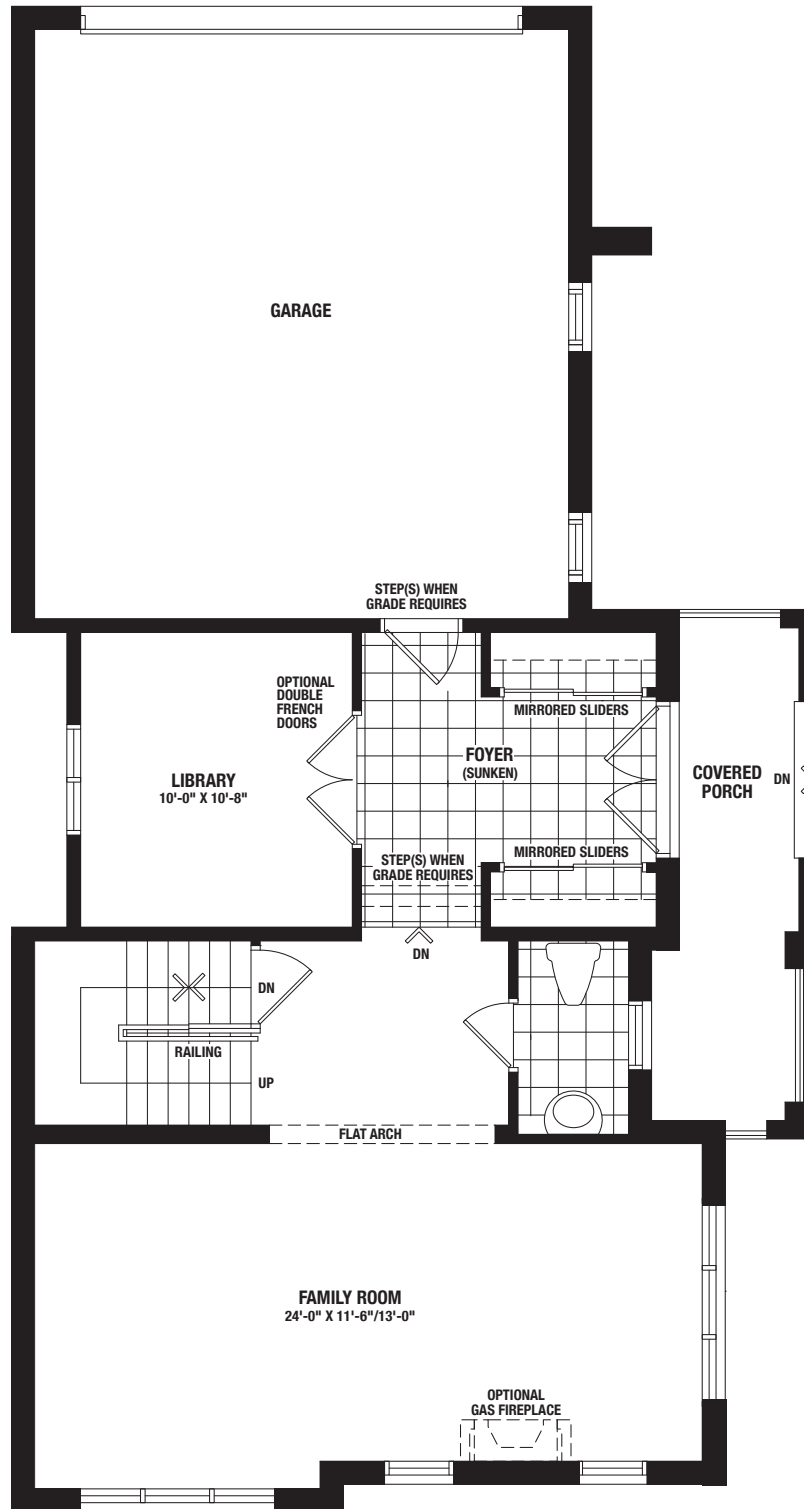 GARAGE
STEP(S) WHEN
GRADE REQUIRES
OPTIONAL
DOUBLE
FRENCH
DOORS
MIRRORED SLIDERS
FOYER
(SUNKEN)
LIBRARY
10'-0" X 10'-8"
COVERED
PORCH
DN
MIRRORED SLIDERS
STEP(S) WHEN
GRADE REQUIRES
DN
DN
RAILING
UP
FLAT ARCH
FAMILY ROOM
24'-0" X 11'-6"/13'-0"
OPTIONAL
GAS FIREPLACE